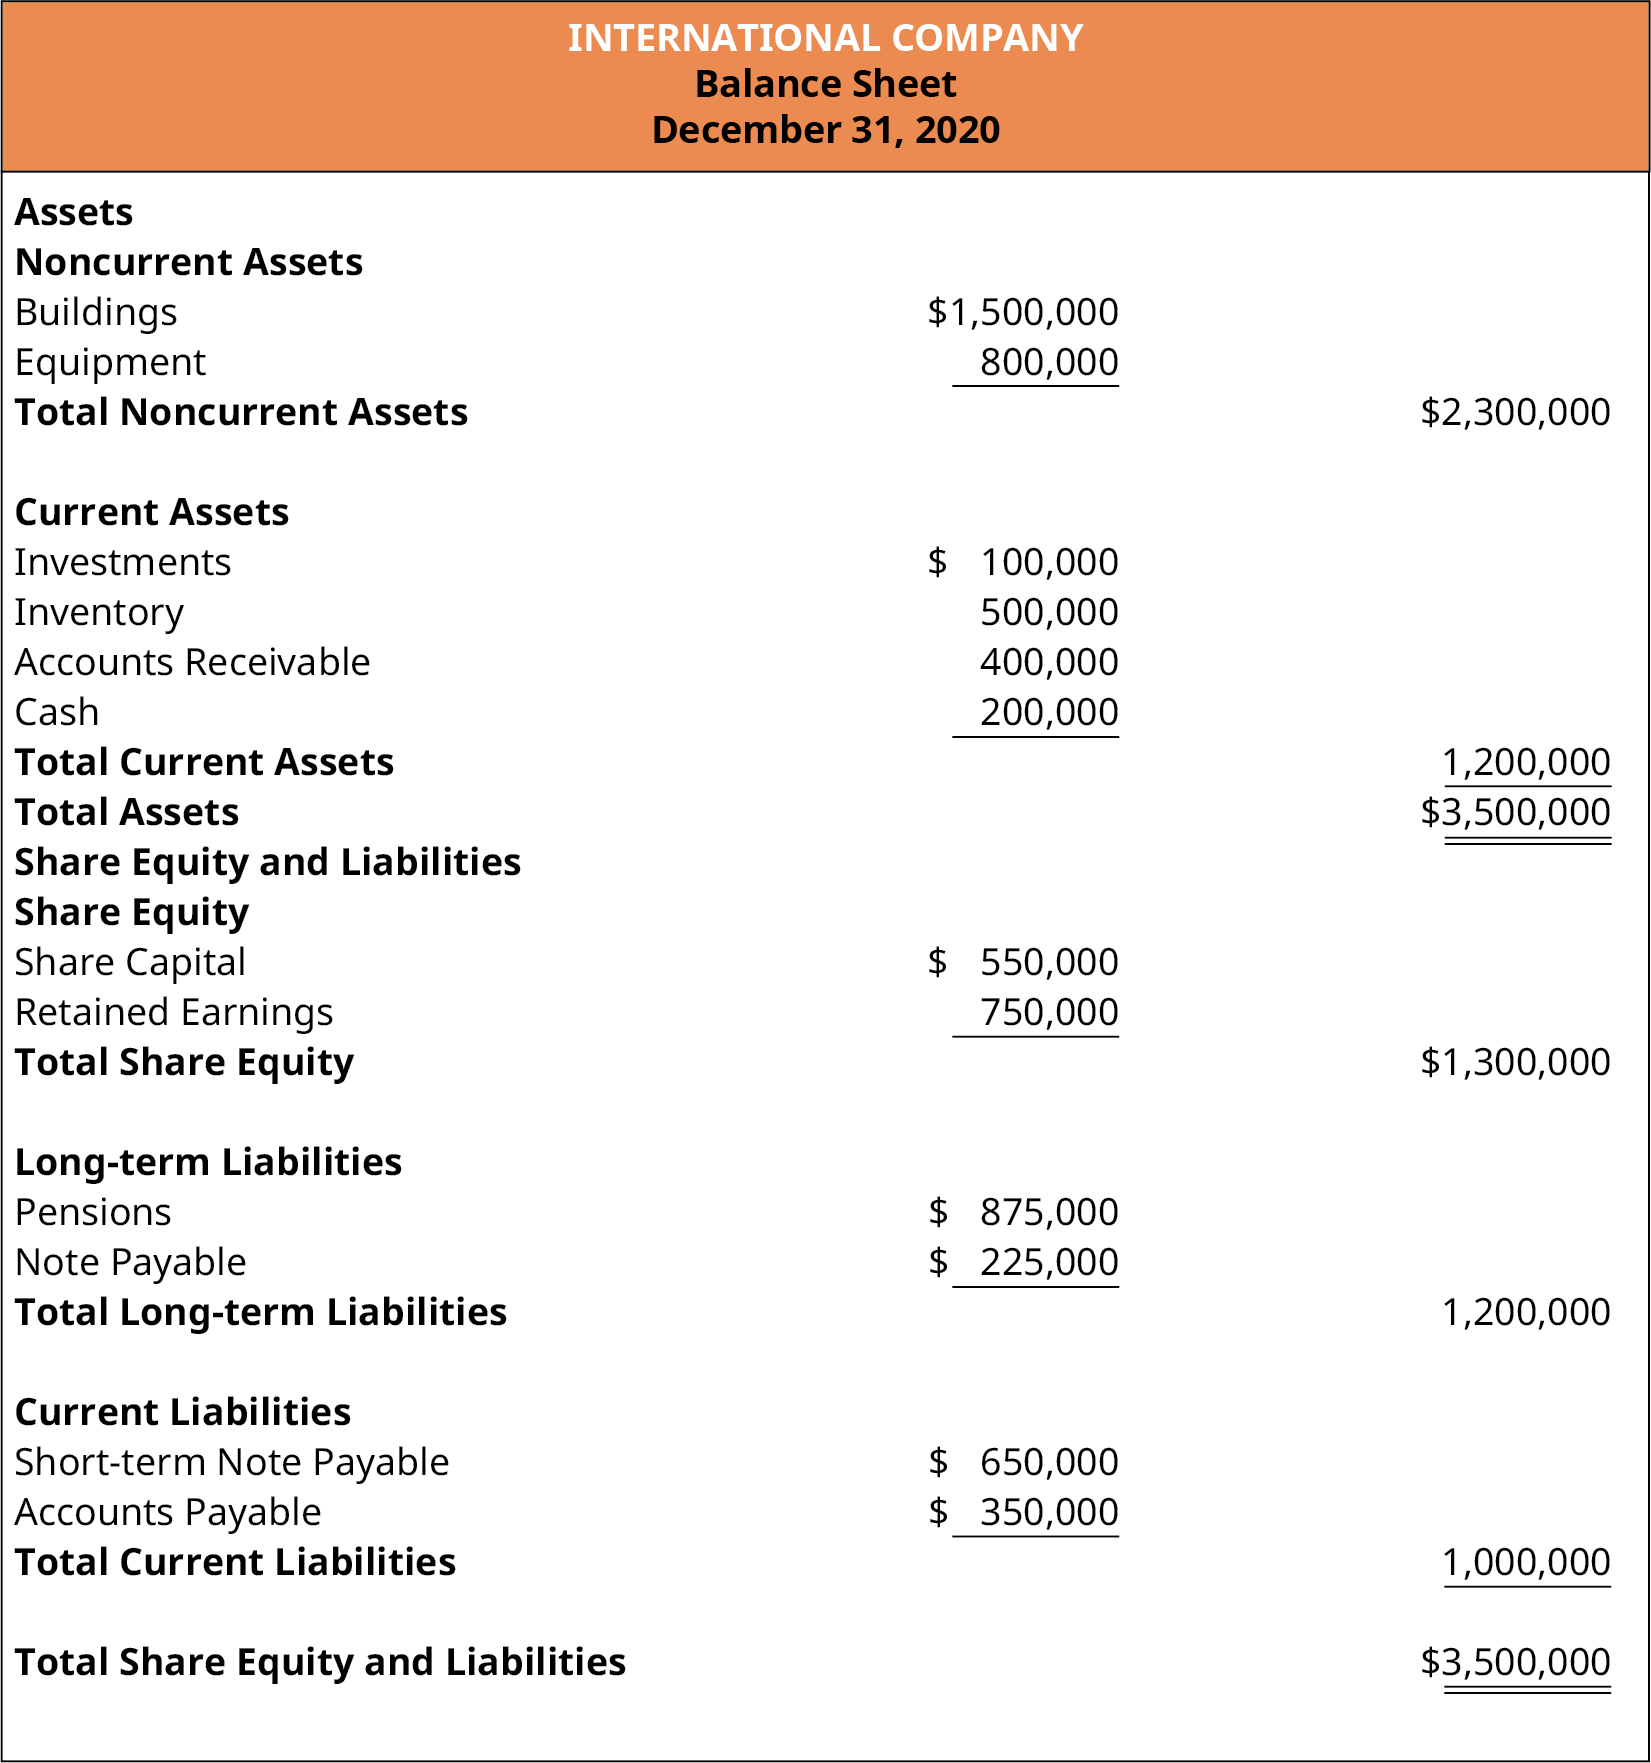 INTERNATIONAL COMPANY
Balance Sheet
December 31, 2020
Assets
Noncurrent Assets
Buildings $1,500,000
Equipment 800,000
Total Noncurrent Assets $2,300,000
Current Assets
Investments $ 100,000
Inventory 500,000
Accounts Receivable 400,000
Cash 200,000
Total Current Assets 1,200,000
Total Assets $3,500,000
Share Equity and Liabilities
Share Equity
Share Capital $ 550,000
Retained Earnings 750,000
Total Share Equity $1,300,000
Long-term Liabilities
Pensions $ 875,000
Note Payable $ 225,000
Total Long-term Liabilities 1,200,000
Current Liabilities
Short-term Note Payable $ 650,000
Accounts Payable $ 350,000
Total Current Liabilities 1,000,000
Total Share Equity and Liabilities $3,500,000